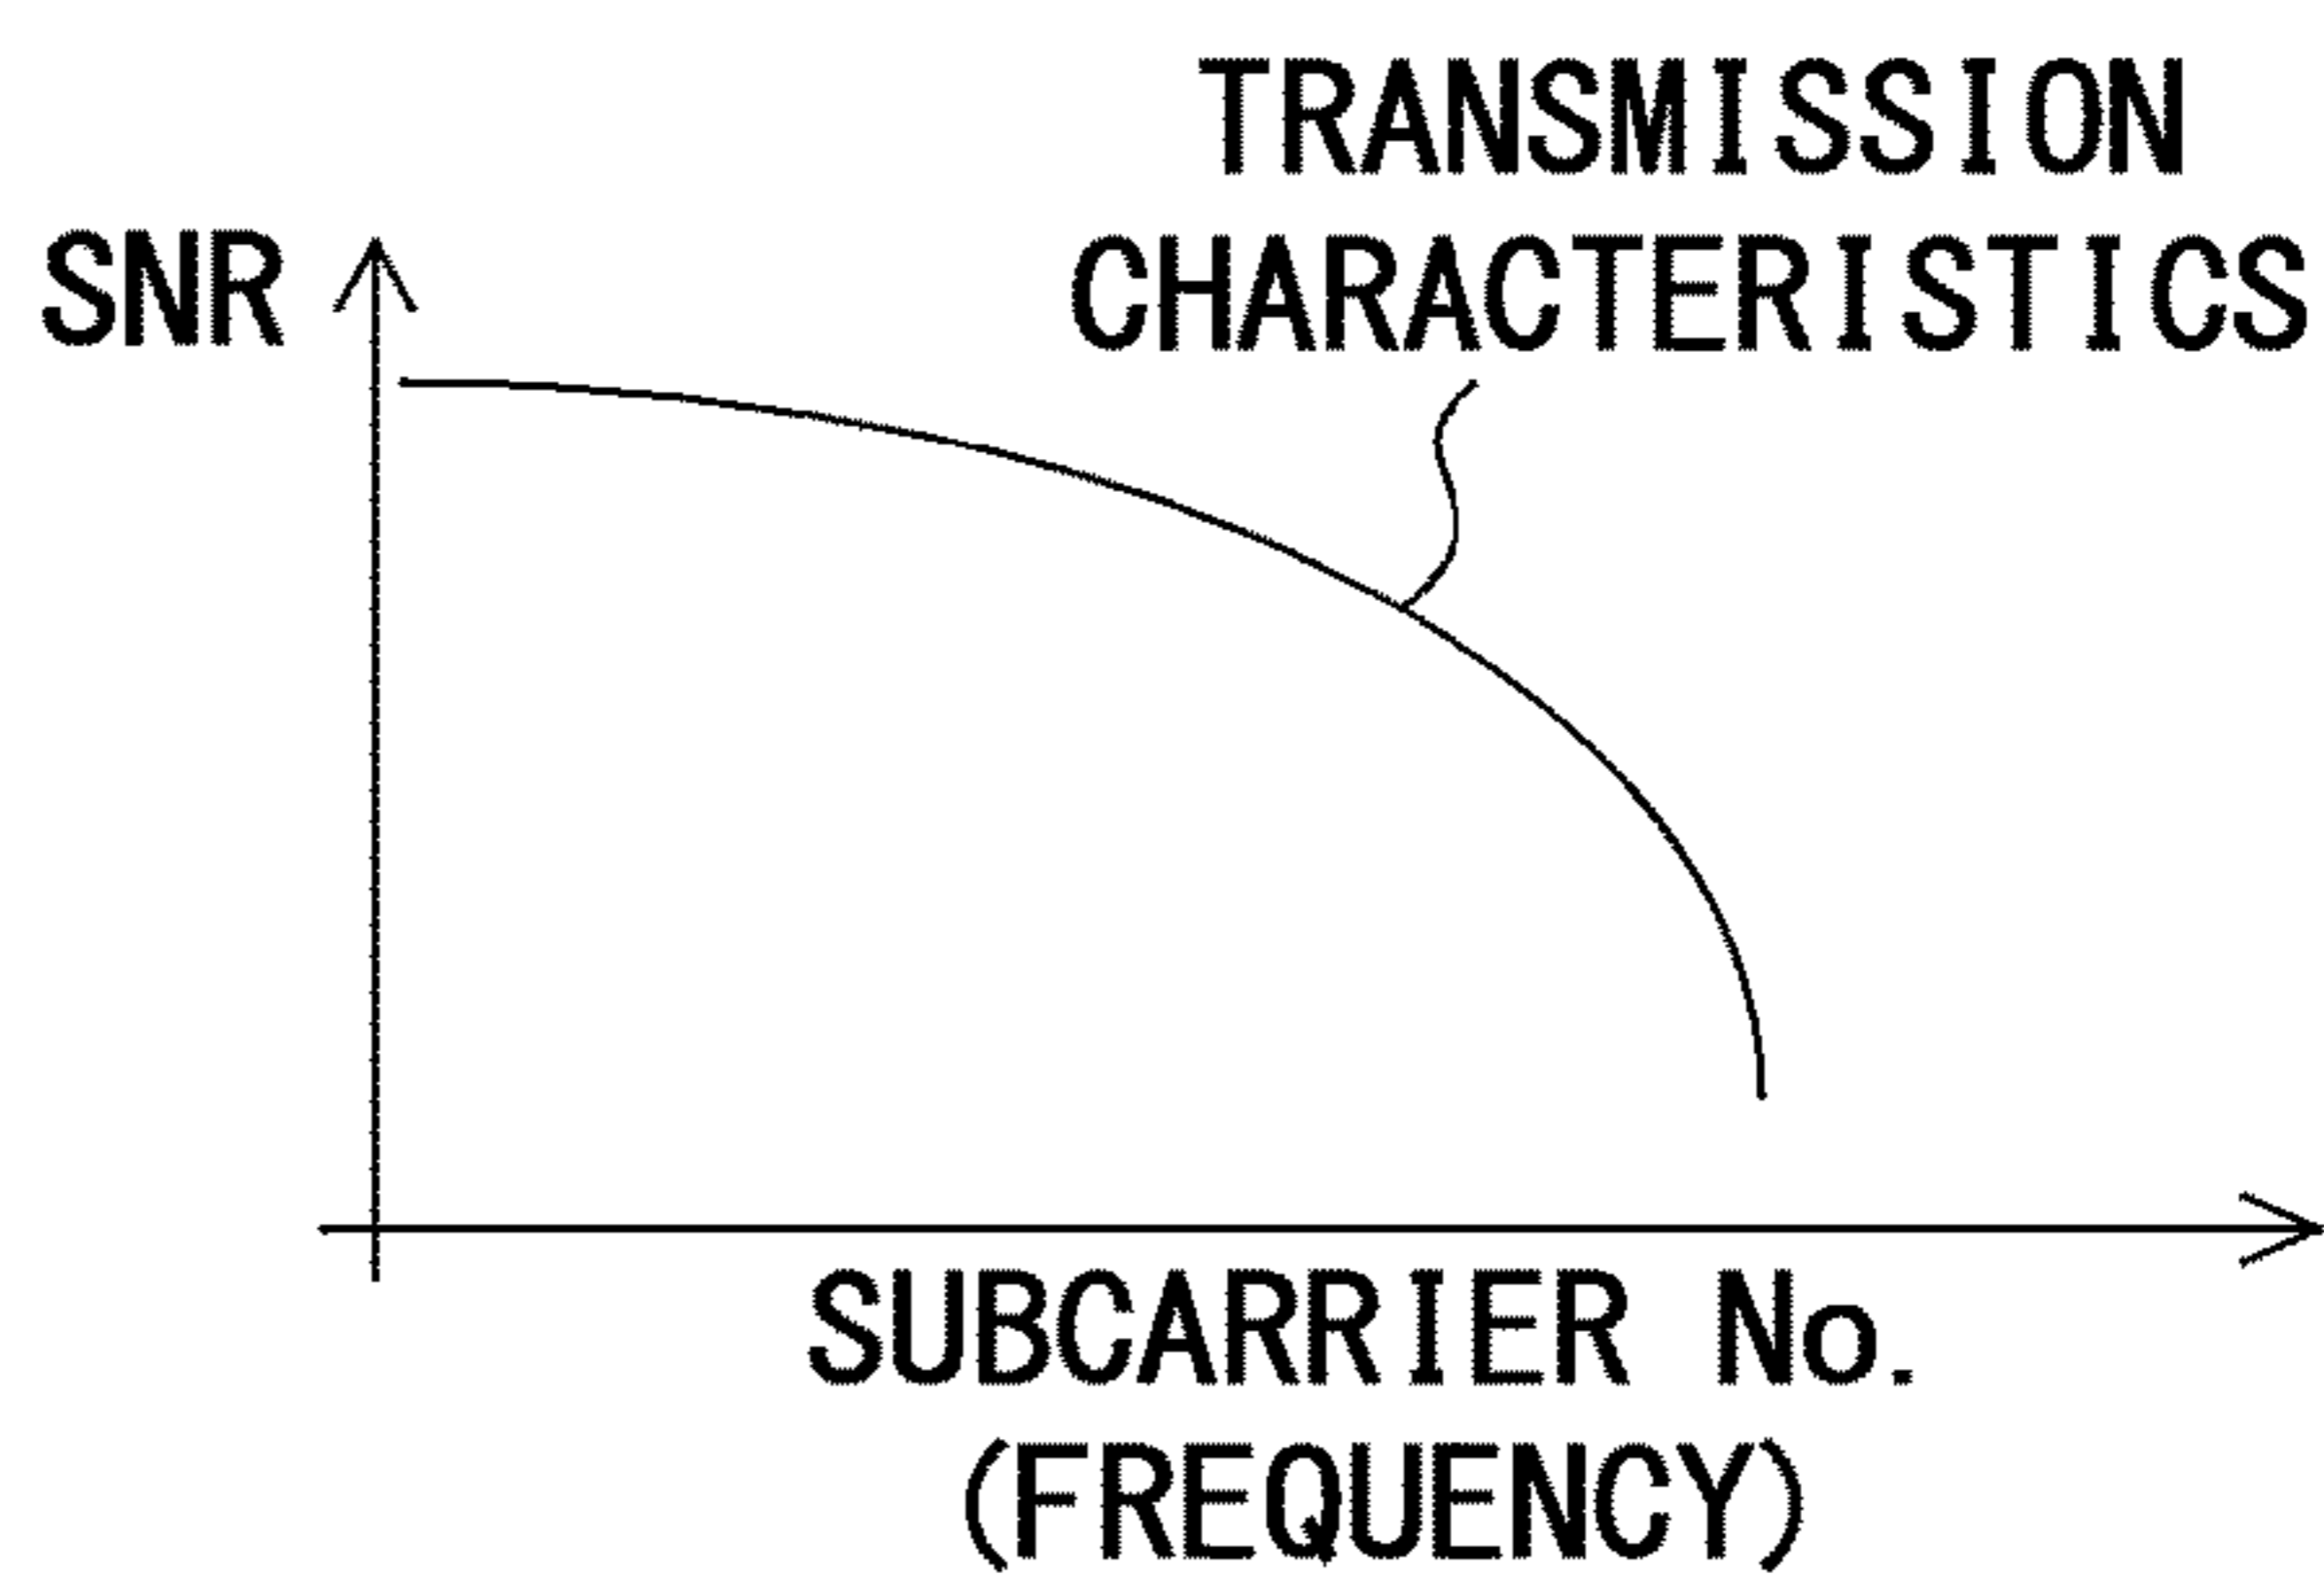 TRANSMISSION
CHARACTERISTICS
SNR
SUBCARRIER No.
(FREQUENCY)